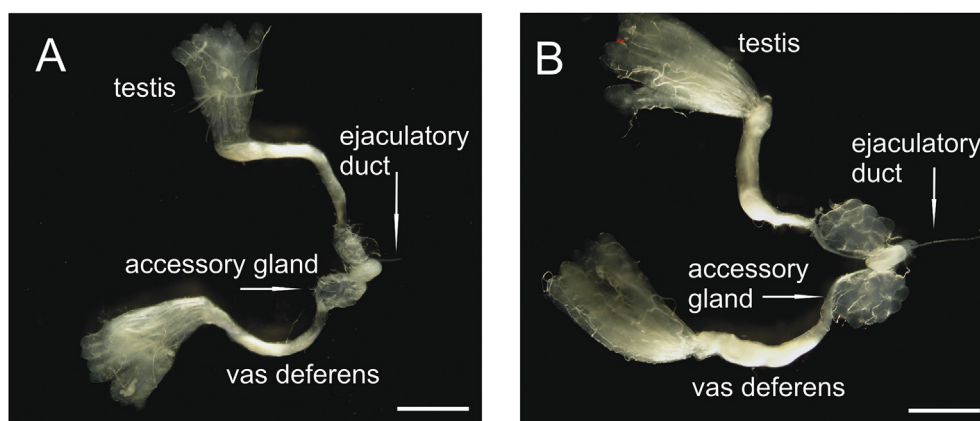 A
testis
ejaculatory
duct
accessory gland
vas deferens
B
testis
ejaculatory
duct
accessory
gland
vas deferens